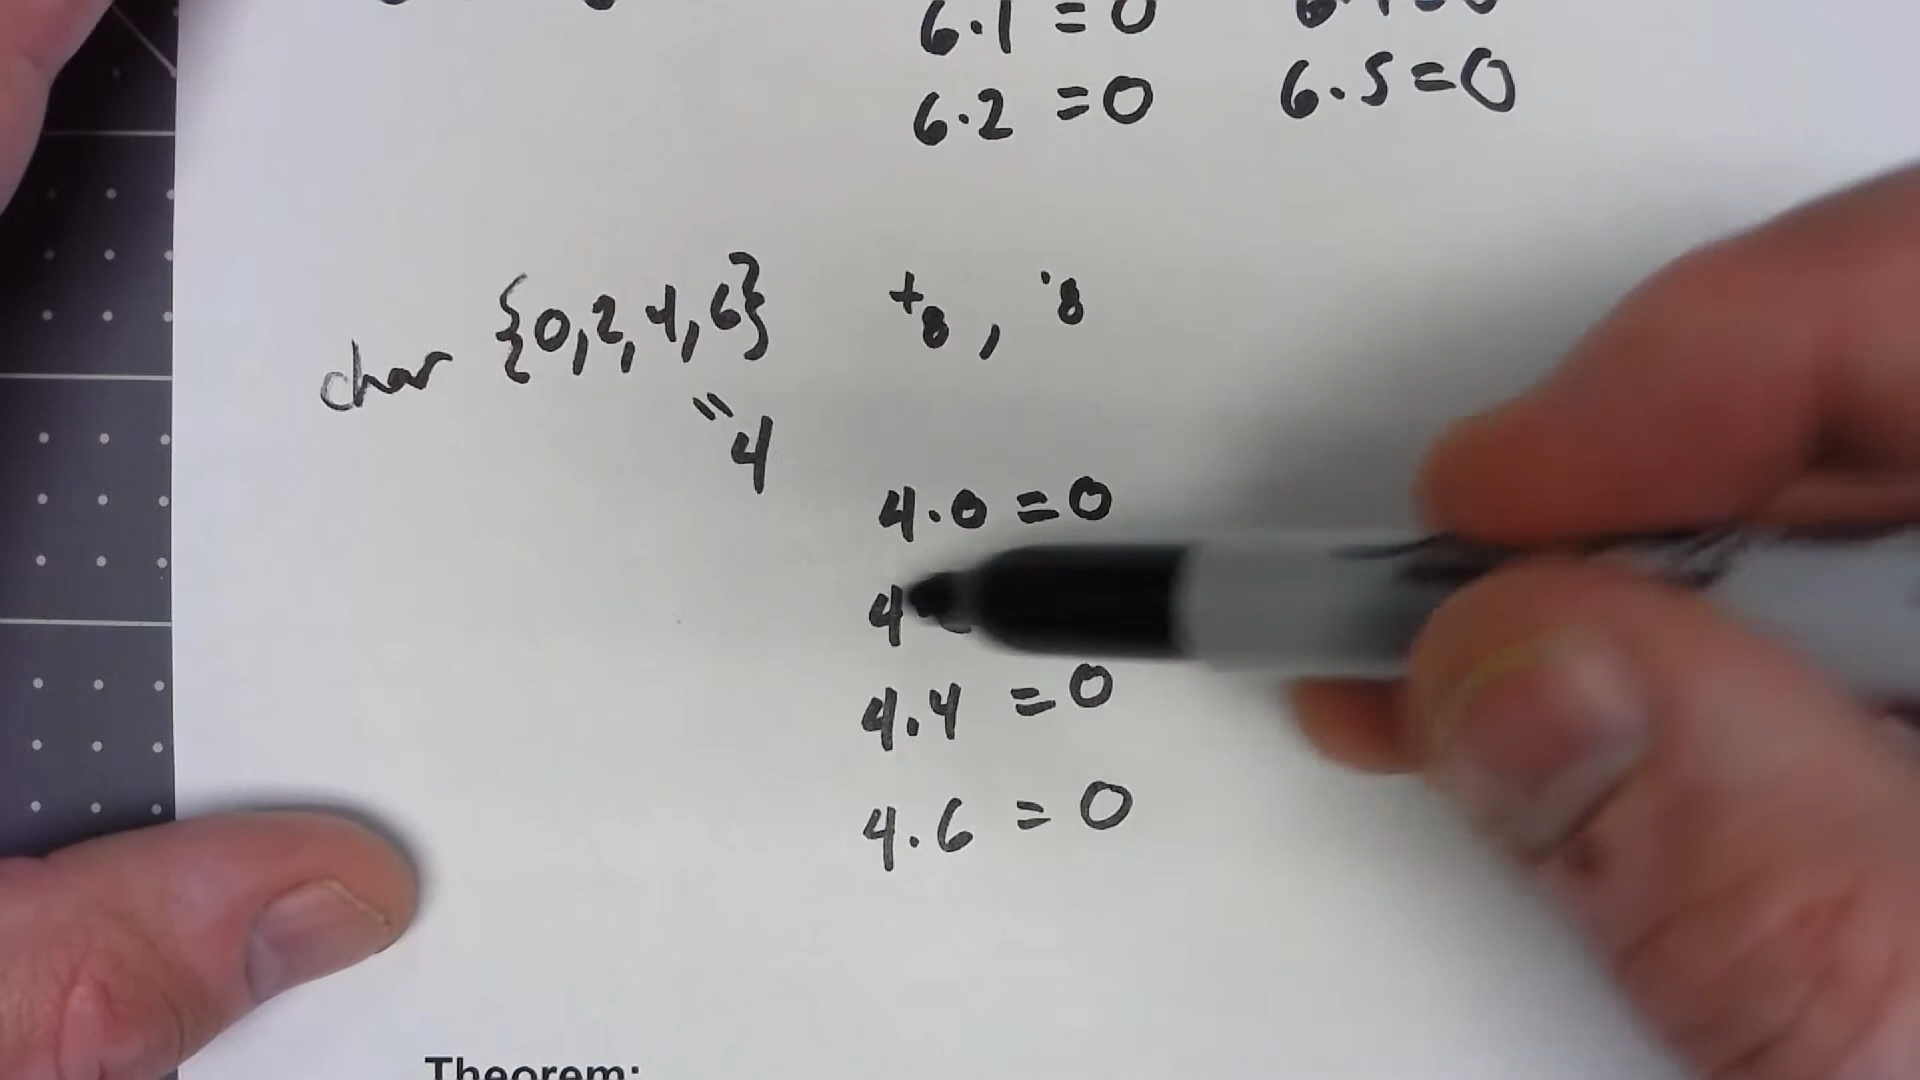 6·1 = 0
6·2 = 0 6·5 = 0
char {0,2,4,6} +₈ , ·₈
" 4
4·0 = 0
4
4·4 = 0
4·6 = 0
Theorem: